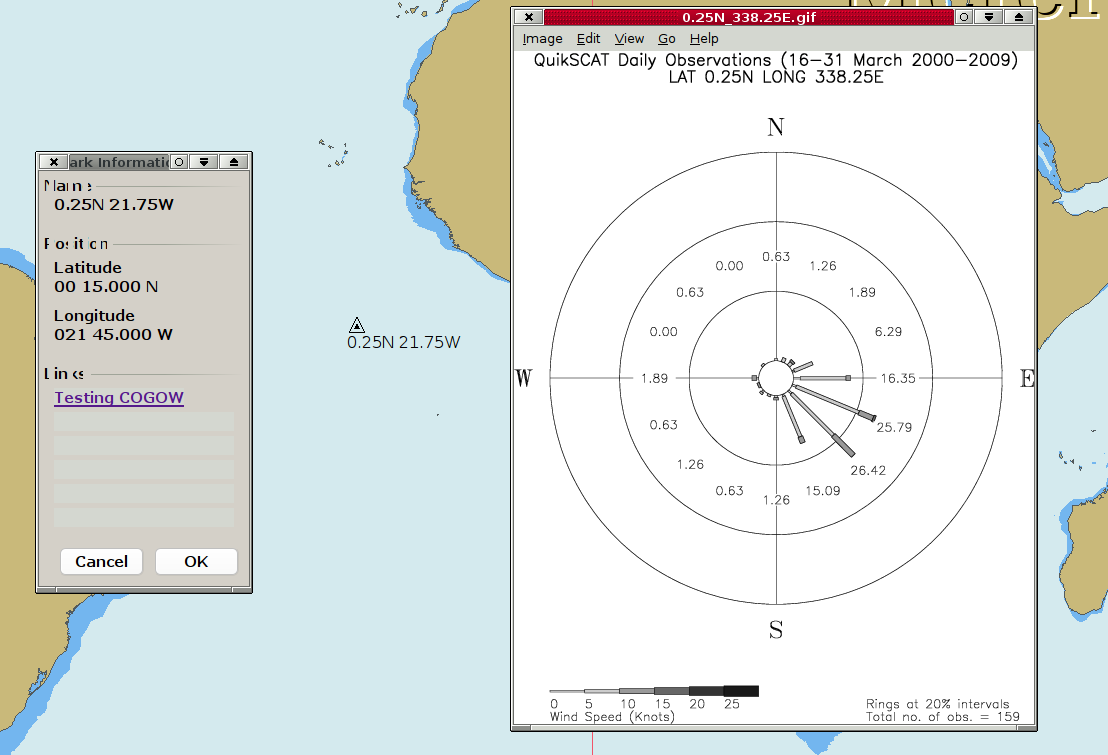 ark Informatio
Name
0.25N 21.75W
Position
Latitude
00 15.000 N
Longitude
021 45.000 W
Links
Testing COGOW
Cancel
OK
0.25N 21.75W
0.25N_338.25E.gif
Image Edit View Go Help
QuikSCAT Daily Observations (16-31 March 2000-2009)
LAT 0.25N LONG 338.25E
N
0.63
0.00
1.26
0.63
1.89
0.00
6.29
W
1.89
16.35
E
0.63
25.79
1.26
26.42
0.63
15.09
1.26
S
0 5 10 15 20 25
Wind Speed (Knots)
Rings at 20% intervals
Total no. of obs. = 159